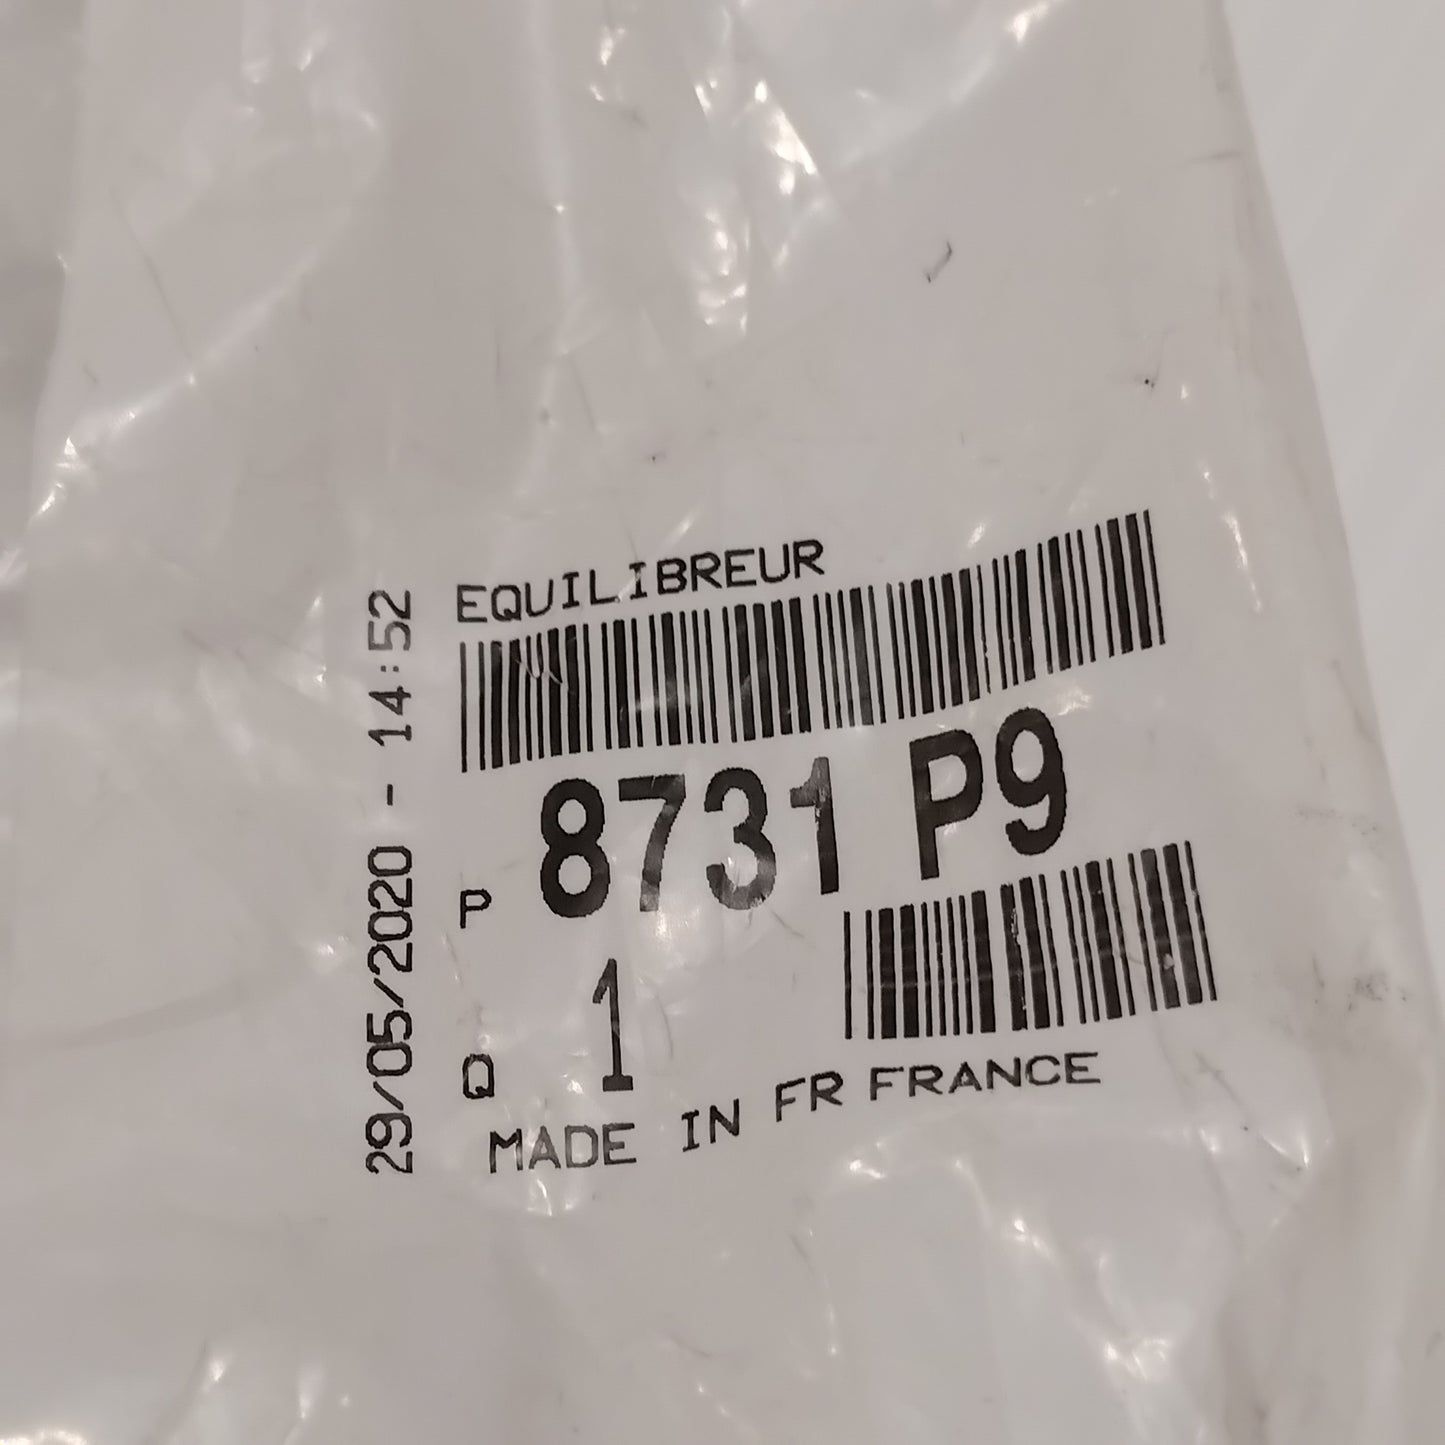 29/05/2020 - 14:52
EQUILIBREUR
P 8731 P9
Q 1
MADE IN FR FRANCE